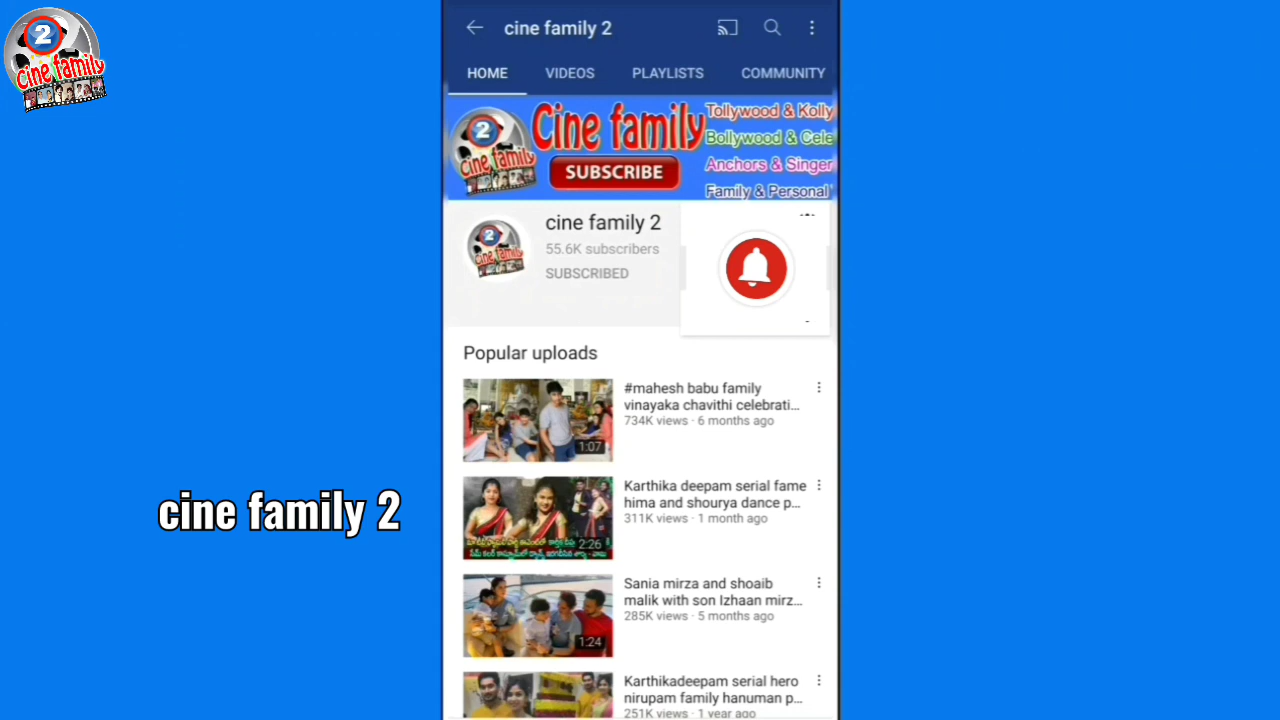 2
cine family
cine family 2
HOME VIDEOS PLAYLISTS COMMUNITY
2
cine family
Cine family
SUBSCRIBE
Tollywood & Kolly
Bollywood & Cele
Anchors & Singer
Family & Personal
2
cine family
cine family 2
55.6K subscribers
SUBSCRIBED
Popular uploads
#mahesh babu family
vinayaka chavithi celebrati...
734K views · 6 months ago
1:07
Karthika deepam serial fame
hima and shourya dance p...
311K views · 1 month ago
2:26
Sania mirza and shoaib
malik with son Izhaan mirz...
285K views · 5 months ago
1:24
Karthikadeepam serial hero
nirupam family hanuman p...
251K views · 1 year ago
cine family 2